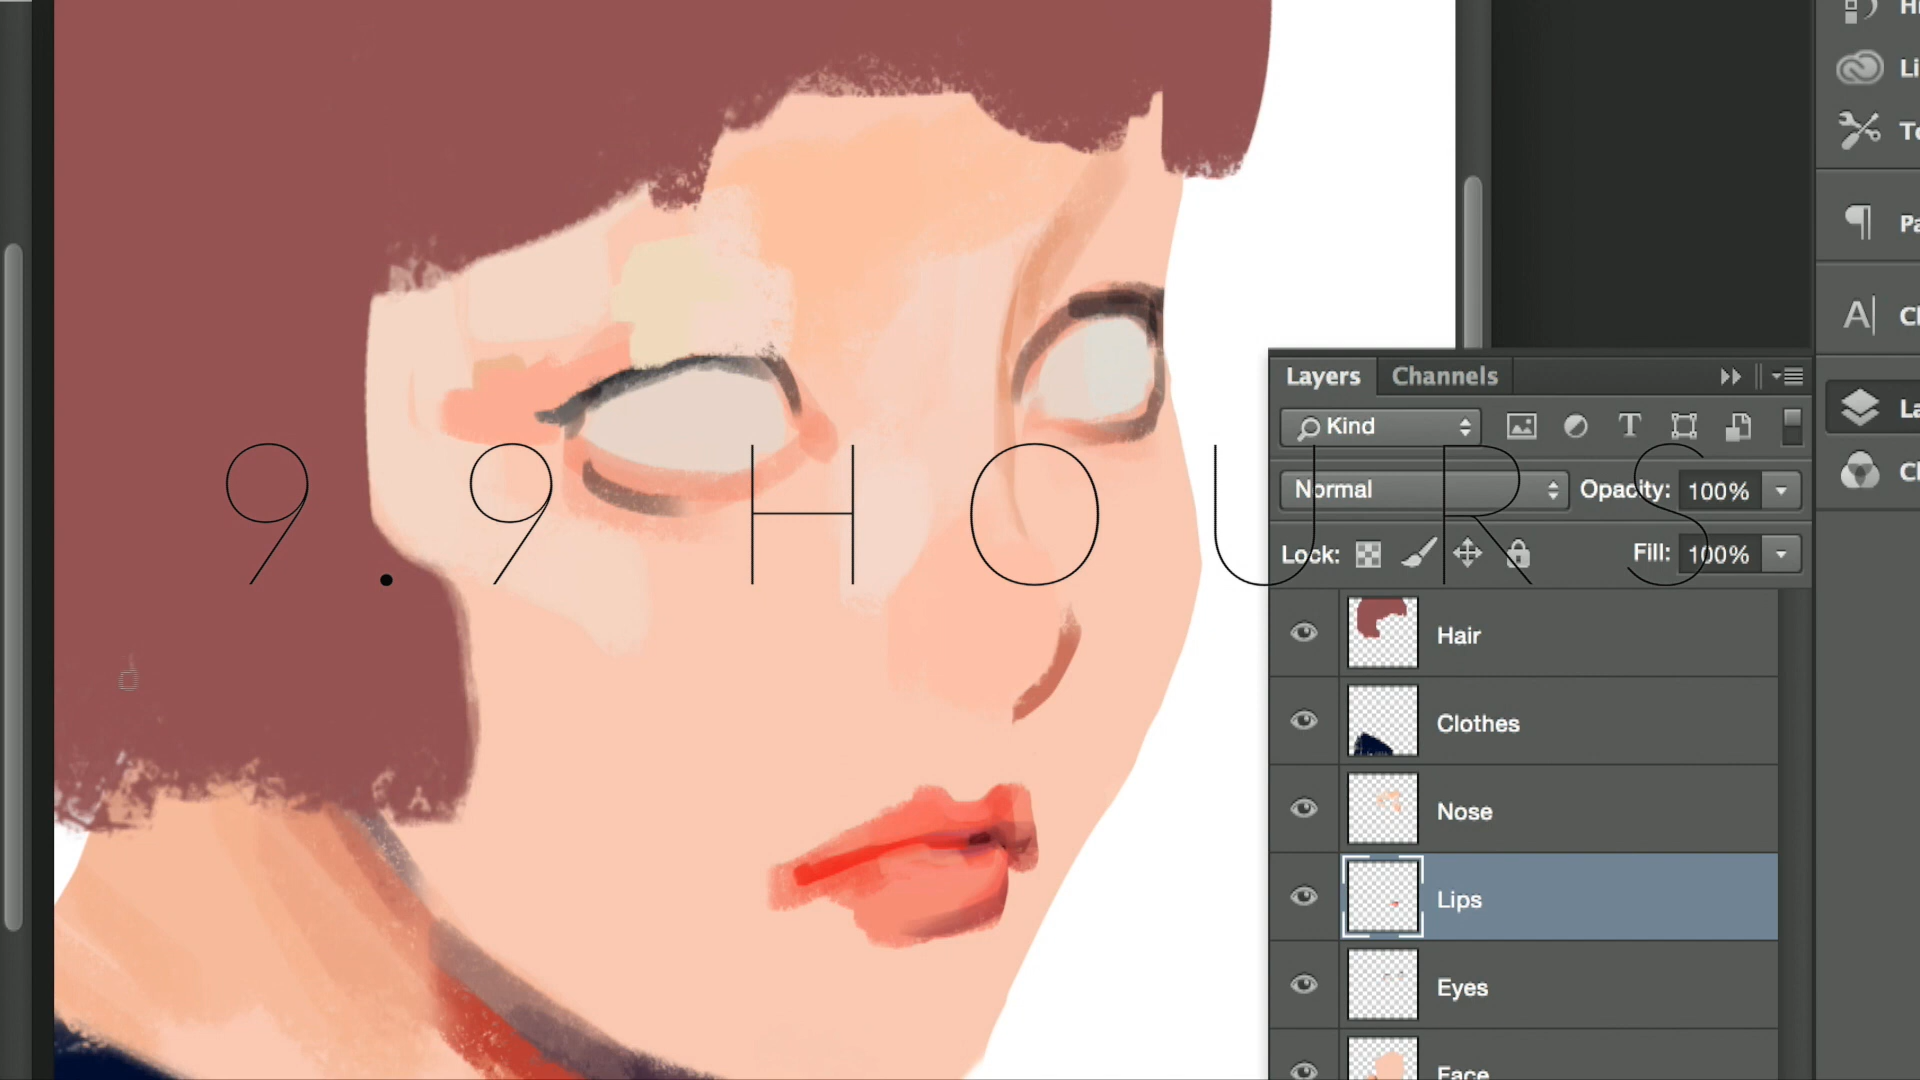 Layers Channels
Kind
Normal Opacity: 100%
Lock: Fill: 100%
9.9 HOURS
Hair
Clothes
Nose
Lips
Eyes
Face